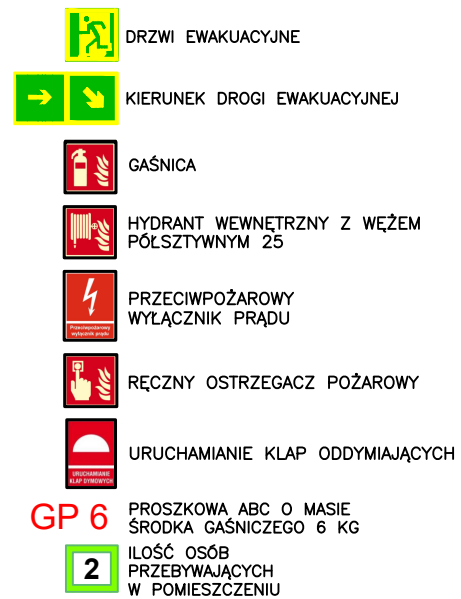 DRZWI EWAKUACYJNE
KIERUNEK DROGI EWAKUACYJNEJ
GAŚNICA
HYDRANT WEWNĘTRZNY Z WĘŻEM
PÓŁSZTYWNYM 25
Przeciwpożarowy
wyłącznik prądu
PRZECIWPOŻAROWY
WYŁĄCZNIK PRĄDU
RĘCZNY OSTRZEGACZ POŻAROWY
URUCHAMIANIE
KLAP DYMOWYCH
URUCHAMIANIE KLAP ODDYMIAJĄCYCH
GP 6
PROSZKOWA ABC O MASIE
ŚRODKA GAŚNICZEGO 6 KG
2
ILOŚĆ OSÓB
PRZEBYWAJĄCYCH
W POMIESZCZENIU